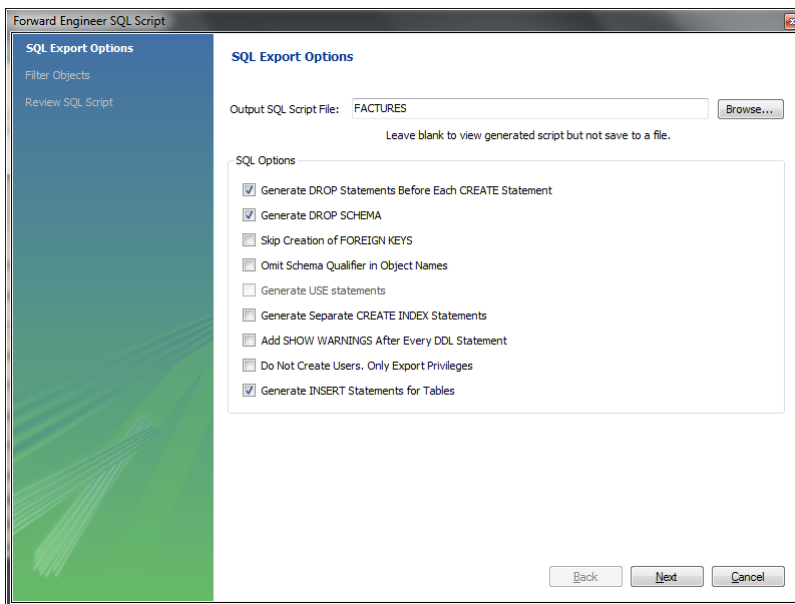 Forward Engineer SQL Script
SQL Export Options
Filter Objects
Review SQL Script
SQL Export Options
Output SQL Script File: FACTURES Browse...
Leave blank to view generated script but not save to a file.
SQL Options
Generate DROP Statements Before Each CREATE Statement
Generate DROP SCHEMA
Skip Creation of FOREIGN KEYS
Omit Schema Qualifier in Object Names
Generate USE statements
Generate Separate CREATE INDEX Statements
Add SHOW WARNINGS After Every DDL Statement
Do Not Create Users. Only Export Privileges
Generate INSERT Statements for Tables
Back Next Cancel